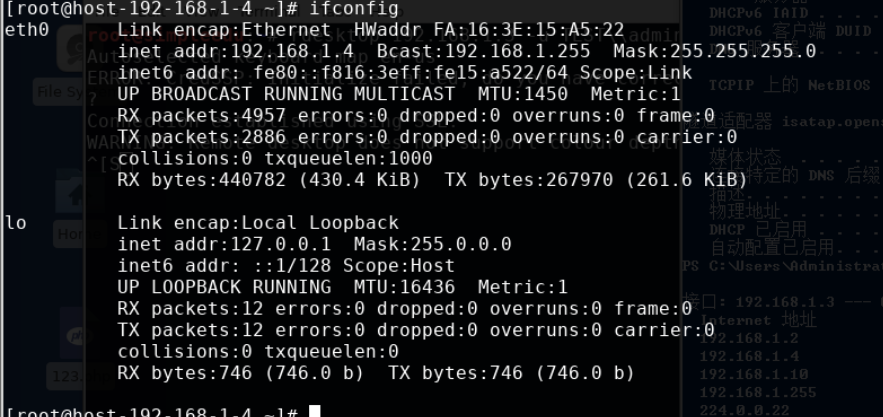 [root@host-192-168-1-4 ~]# ifconfig
eth0 Link encap:Ethernet HWaddr FA:16:3E:15:A5:22
inet addr:192.168.1.4 Bcast:192.168.1.255 Mask:255.255.255.0
inet6 addr: fe80::f816:3eff:fe15:a522/64 Scope:Link
UP BROADCAST RUNNING MULTICAST MTU:1450 Metric:1
RX packets:4957 errors:0 dropped:0 overruns:0 frame:0
TX packets:2886 errors:0 dropped:0 overruns:0 carrier:0
collisions:0 txqueuelen:1000
RX bytes:440782 (430.4 KiB) TX bytes:267970 (261.6 KiB)
lo Link encap:Local Loopback
inet addr:127.0.0.1 Mask:255.0.0.0
inet6 addr: ::1/128 Scope:Host
UP LOOPBACK RUNNING MTU:16436 Metric:1
RX packets:12 errors:0 dropped:0 overruns:0 frame:0
TX packets:12 errors:0 dropped:0 overruns:0 carrier:0
collisions:0 txqueuelen:0
RX bytes:746 (746.0 b) TX bytes:746 (746.0 b)
[root@host-192-168-1-4 ~]#
File Sy
Ho
123.
DHCPv6 IAID
DHCPv6 客户端 DUID
TCPIP 上的 NetBIOS
适配器 isatap.opens
媒体状态 . . . . . .
特定的 DNS 后缀
描述. . . . . .
物理地址. . . . . .
DHCP 已启用 . . . . .
自动配置已启用. . . .
PS C:\Users\Administra
接口: 192.168.1.3 ---
Internet 地址
192.168.1.2
192.168.1.4
192.168.1.10
192.168.1.255
224.0.0.22